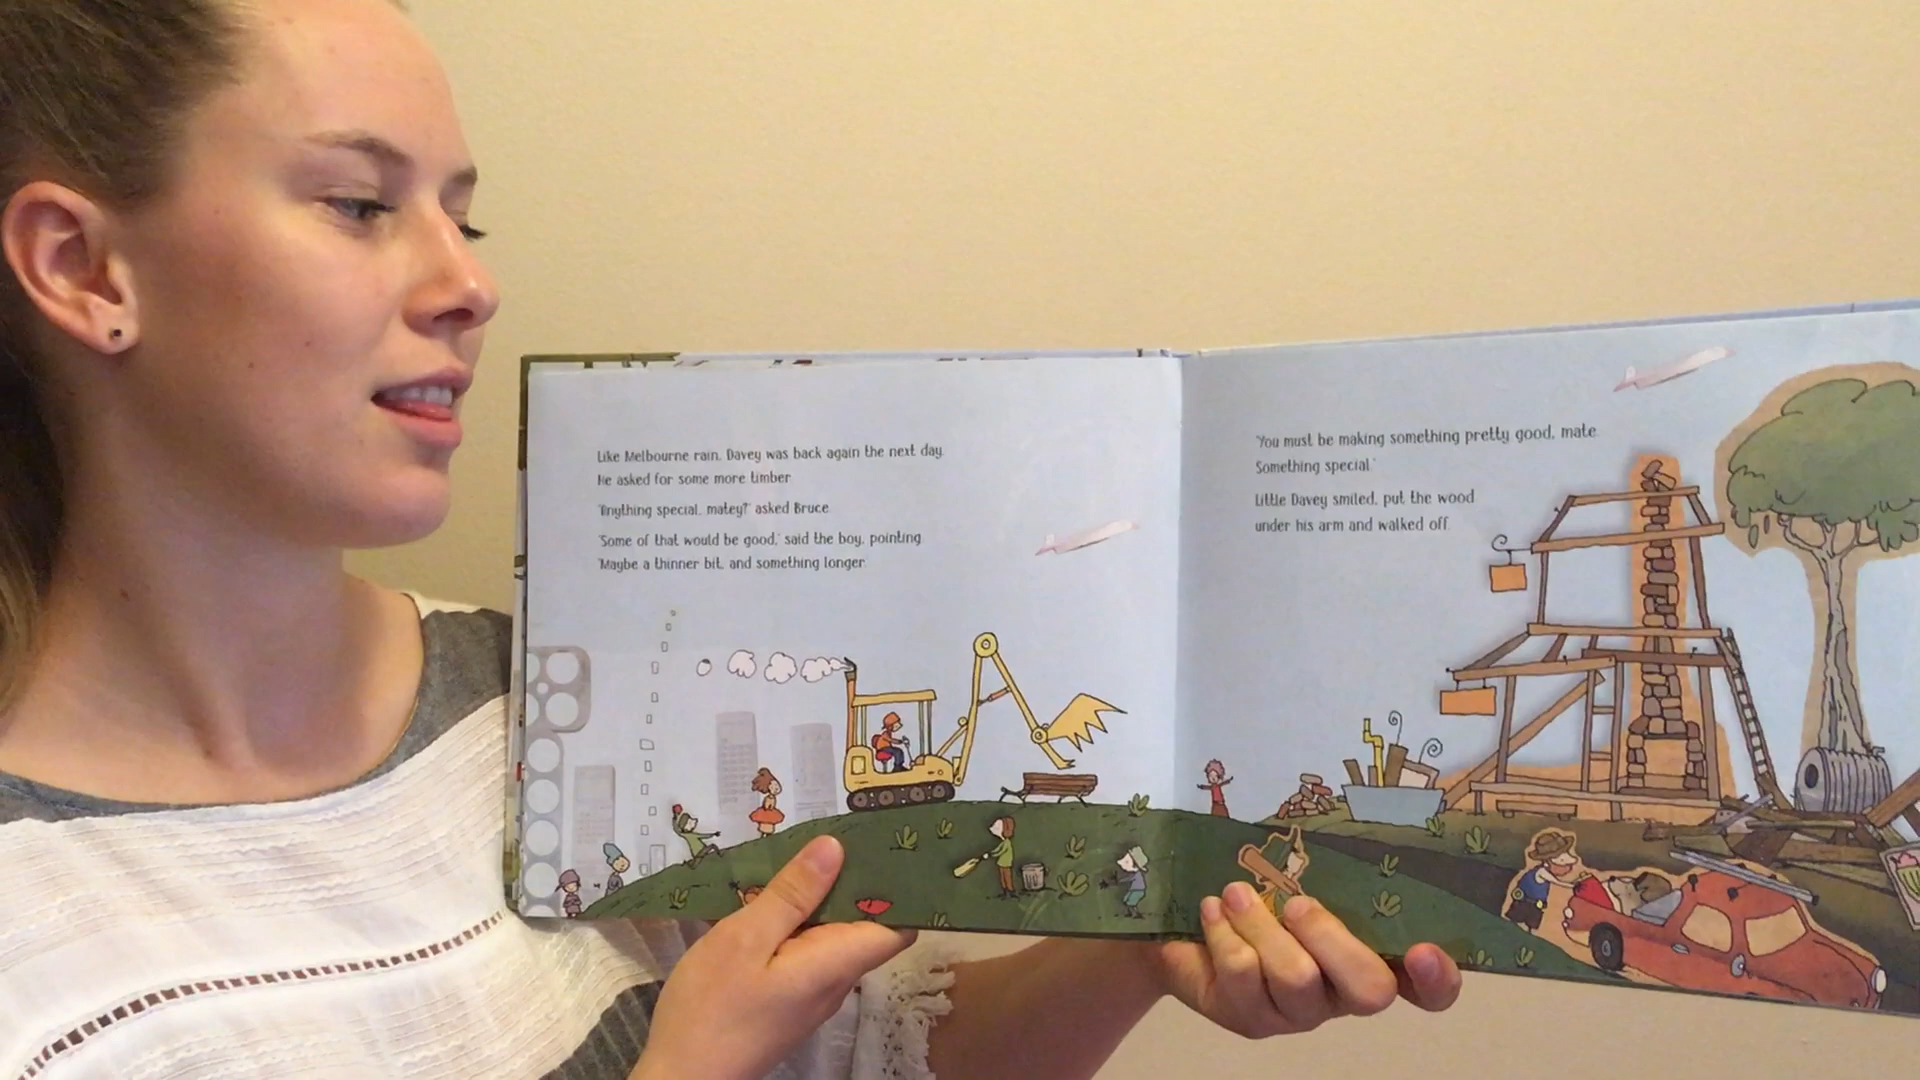 Like Melbourne rain, Davey was back again the next day.
He asked for some more timber.
'Anything special, matey?' asked Bruce.
'Some of that would be good,' said the boy, pointing.
'Maybe a thinner bit, and something longer.'
'You must be making something pretty good, mate.
Something special.'
Little Davey smiled, put the wood
under his arm and walked off.